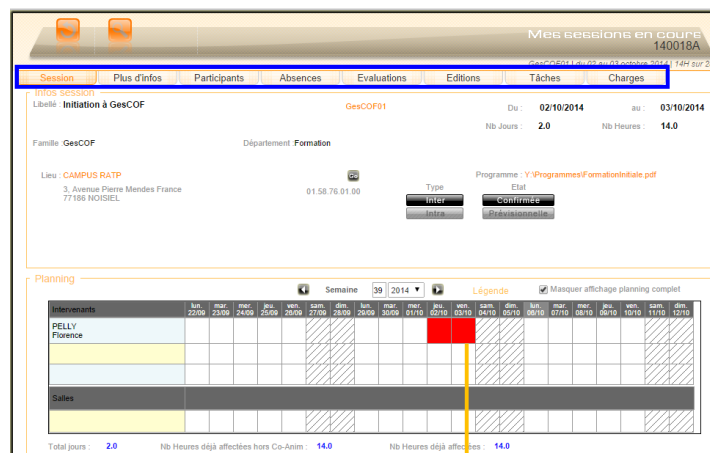 Mes sessions en cours
140018A
GesCOF01 | du 02 au 03 octobre 2014 | 14H sur 2
Session Plus d'infos Participants Absences Evaluations Editions Tâches Charges
Infos session
Libellé : Initiation à GesCOF GesCOF01 Du : 02/10/2014 au : 03/10/2014
Nb Jours : 2.0 Nb Heures : 14.0
Famille : GesCOF Département : Formation
Lieu : CAMPUS RATP Go Programme : Y:\Programmes\FormationInitiale.pdf
3, Avenue Pierre Mendes France 01.58.76.01.00 Type Etat
77186 NOISIEL Inter Confirmée
Intra Prévisionnelle
Planning
Semaine 39 2014 Légende Masquer affichage planning complet
Intervenants lun. mar. mer. jeu. ven. sam. dim. lun. mar. mer. jeu. ven. sam. dim. lun. mar. mer. jeu. ven. sam. dim.
22/09 23/09 24/09 25/09 26/09 27/09 28/09 29/09 30/09 01/10 02/10 03/10 04/10 05/10 06/10 07/10 08/10 09/10 10/10 11/10 12/10
PELLY
Florence
Salles
Total jours : 2.0 Nb Heures déjà affectées hors Co-Anim : 14.0 Nb Heures déjà affectées : 14.0